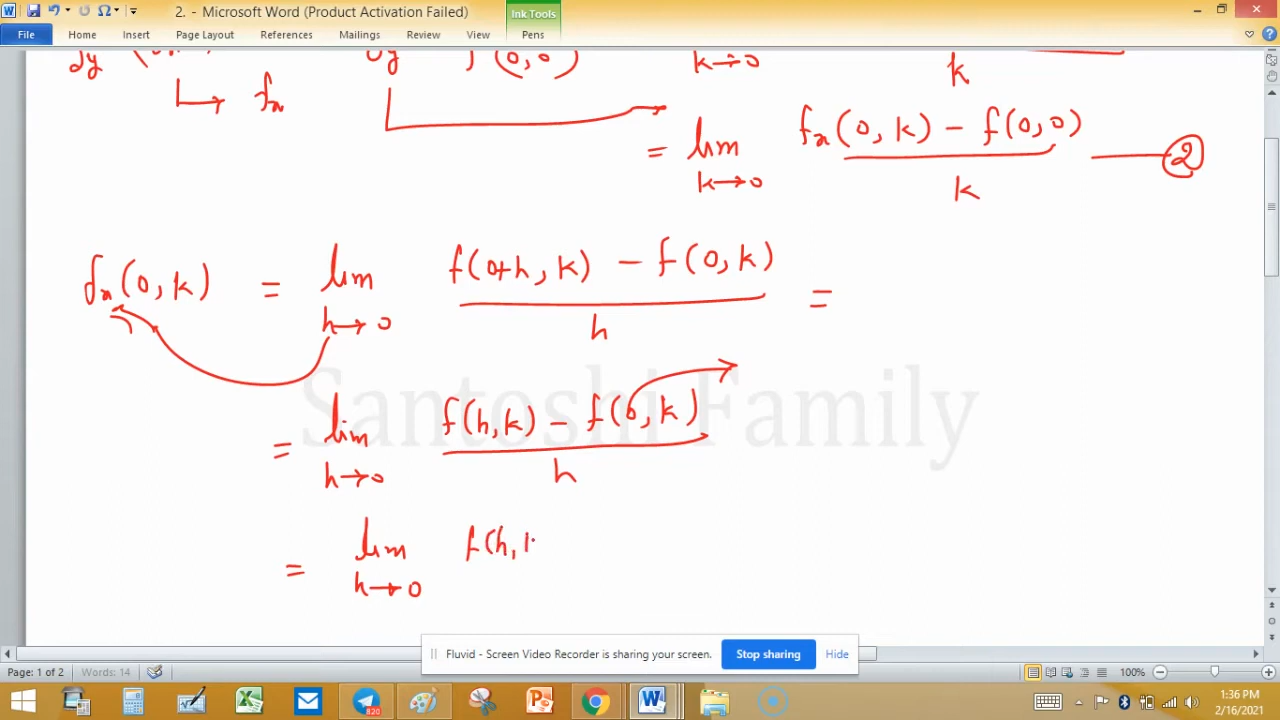 2. - Microsoft Word (Product Activation Failed)
Ink Tools
File Home Insert Page Layout References Mailings Review View Pens
k→0 k
↳ fx
= lim k→0 fx(0, k) - f(0,0) / k — ②
fx(0, k) = lim h→0 f(0+h, k) - f(0, k) / h =
Santoshi Family
= lim h→0 f(h,k) - f(0, k) / h
= lim h→0 f(h,
Fluvid - Screen Video Recorder is sharing your screen. Stop sharing Hide
Page: 1 of 2 Words: 14 100%
820
1:36 PM
2/16/2021